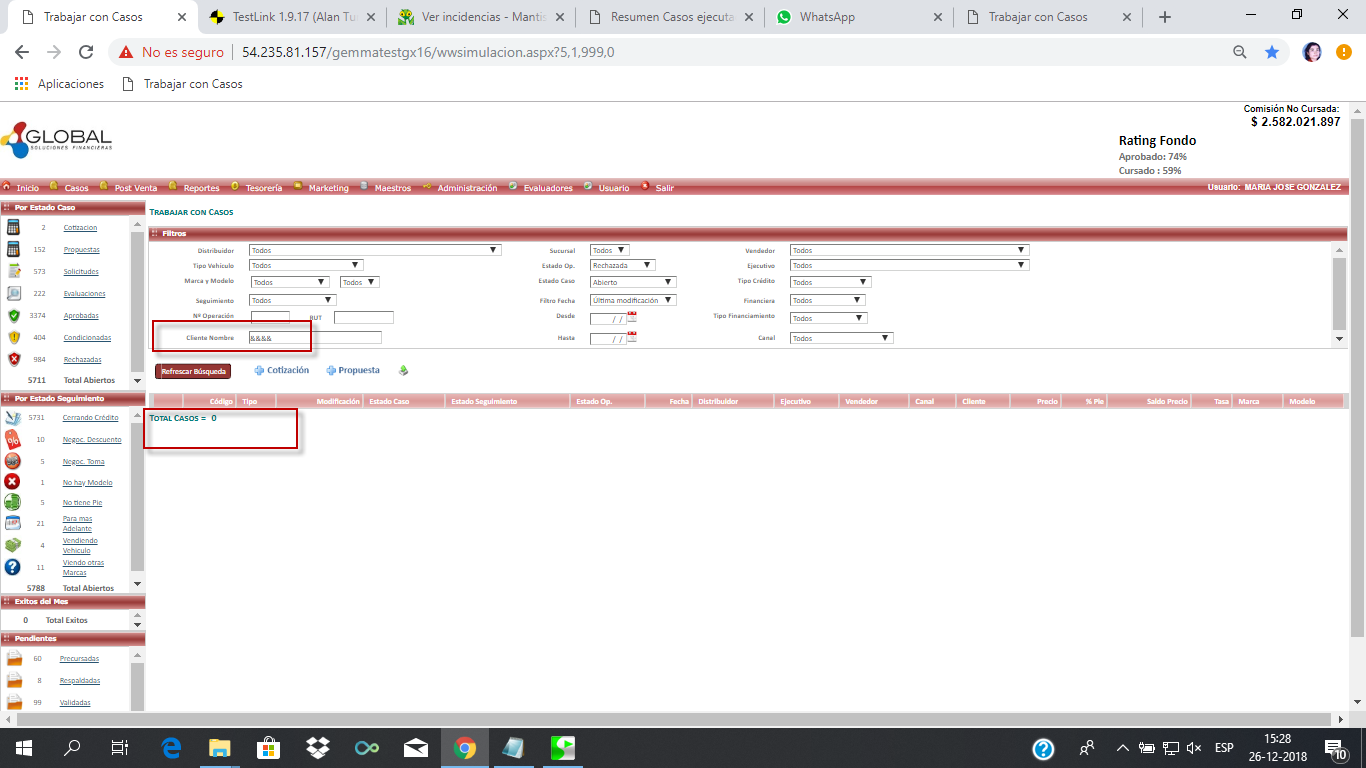 Trabajar con Casos
TestLink 1.9.17 (Alan Tu
Ver incidencias - Mantis
Resumen Casos ejecuta
WhatsApp
Trabajar con Casos
No es seguro
54.235.81.157/gemmatestgx16/wwsimulacion.aspx?5,1,999,0
Aplicaciones
Trabajar con Casos
Comisión No Cursada:
$ 2.582.021.897
GLOBAL
SOLUCIONES FINANCIERAS
Rating Fondo
Aprobado: 74%
Cursado : 59%
Inicio Casos Post Venta Reportes Tesorería Marketing Maestros Administración Evaluadores Usuario Salir
Usuario: MARIA JOSE GONZALEZ
Por Estado Caso
2 Cotizacion
152 Propuestas
573 Solicitudes
222 Evaluaciones
3374 Aprobadas
404 Condicionadas
984 Rechazadas
5711 Total Abiertos
Por Estado Seguimiento
5731 Cerrando Crédito
10 Negoc. Descuento
5 Negoc. Toma
1 No hay Modelo
5 No tiene Pie
21 Para mas
Adelante
4 Vendiendo
Vehiculo
11 Viendo otras
Marcas
5788 Total Abiertos
Exitos del Mes
0 Total Exitos
Pendientes
60 Precursadas
8 Respaldadas
99 Validadas
TRABAJAR CON CASOS
Filtros
Distribuidor Todos Sucursal Todos Vendedor Todos
Tipo Vehículo Todos Estado Op. Rechazada Ejecutivo Todos
Marca y Modelo Todos Todos Estado Caso Abierto Tipo Crédito Todos
Seguimiento Todos Filtro Fecha Última modificación Financiera Todos
Nº Operación RUT Desde / / Tipo Financiamiento Todos
Cliente Nombre &&&& Hasta / / Canal Todos
Refrescar Búsqueda Cotización Propuesta
Código Tipo Modificación Estado Caso Estado Seguimiento Estado Op. Fecha Distribuidor Ejecutivo Vendedor Canal Cliente Precio % Pie Saldo Precio Tasa Marca Modelo
TOTAL CASOS = 0
ESP
15:28
26-12-2018
10